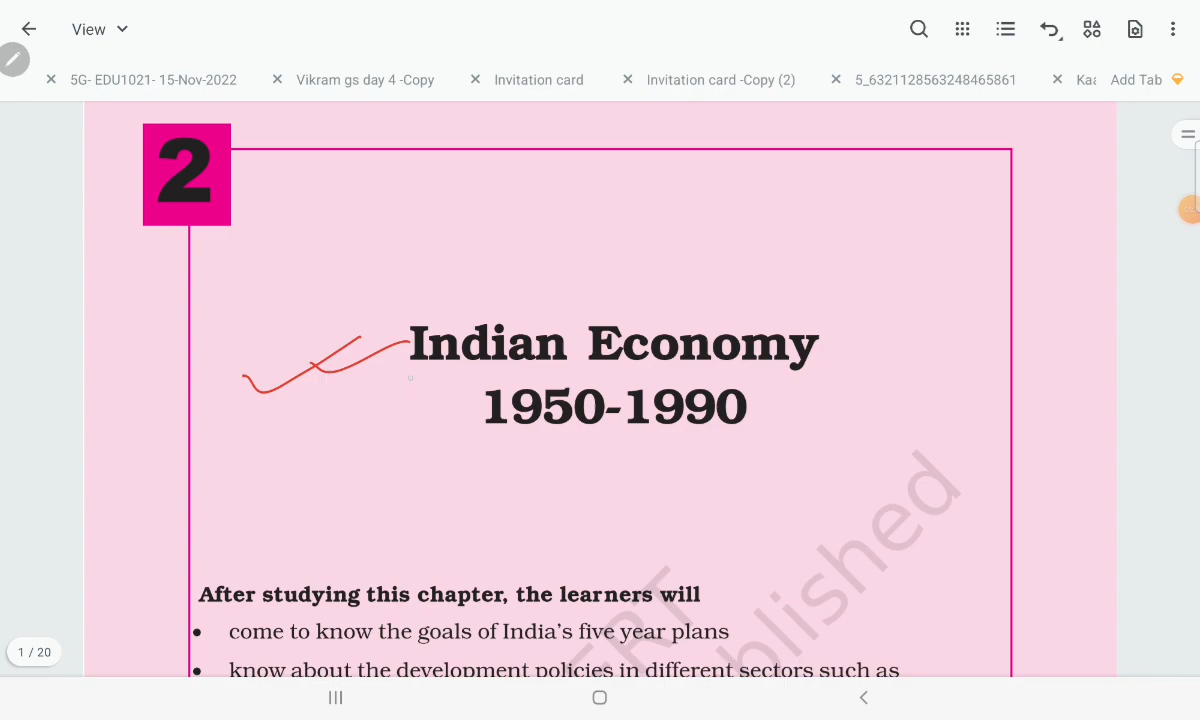 View
5G- EDU1021- 15-Nov-2022
Vikram gs day 4 -Copy
Invitation card
Invitation card -Copy (2)
5_6321128563248465861
Add Tab
2
Indian Economy
1950-1990
After studying this chapter, the learners will
• come to know the goals of India's five year plans
• know about the development policies in different sectors such as
blished
1 / 20